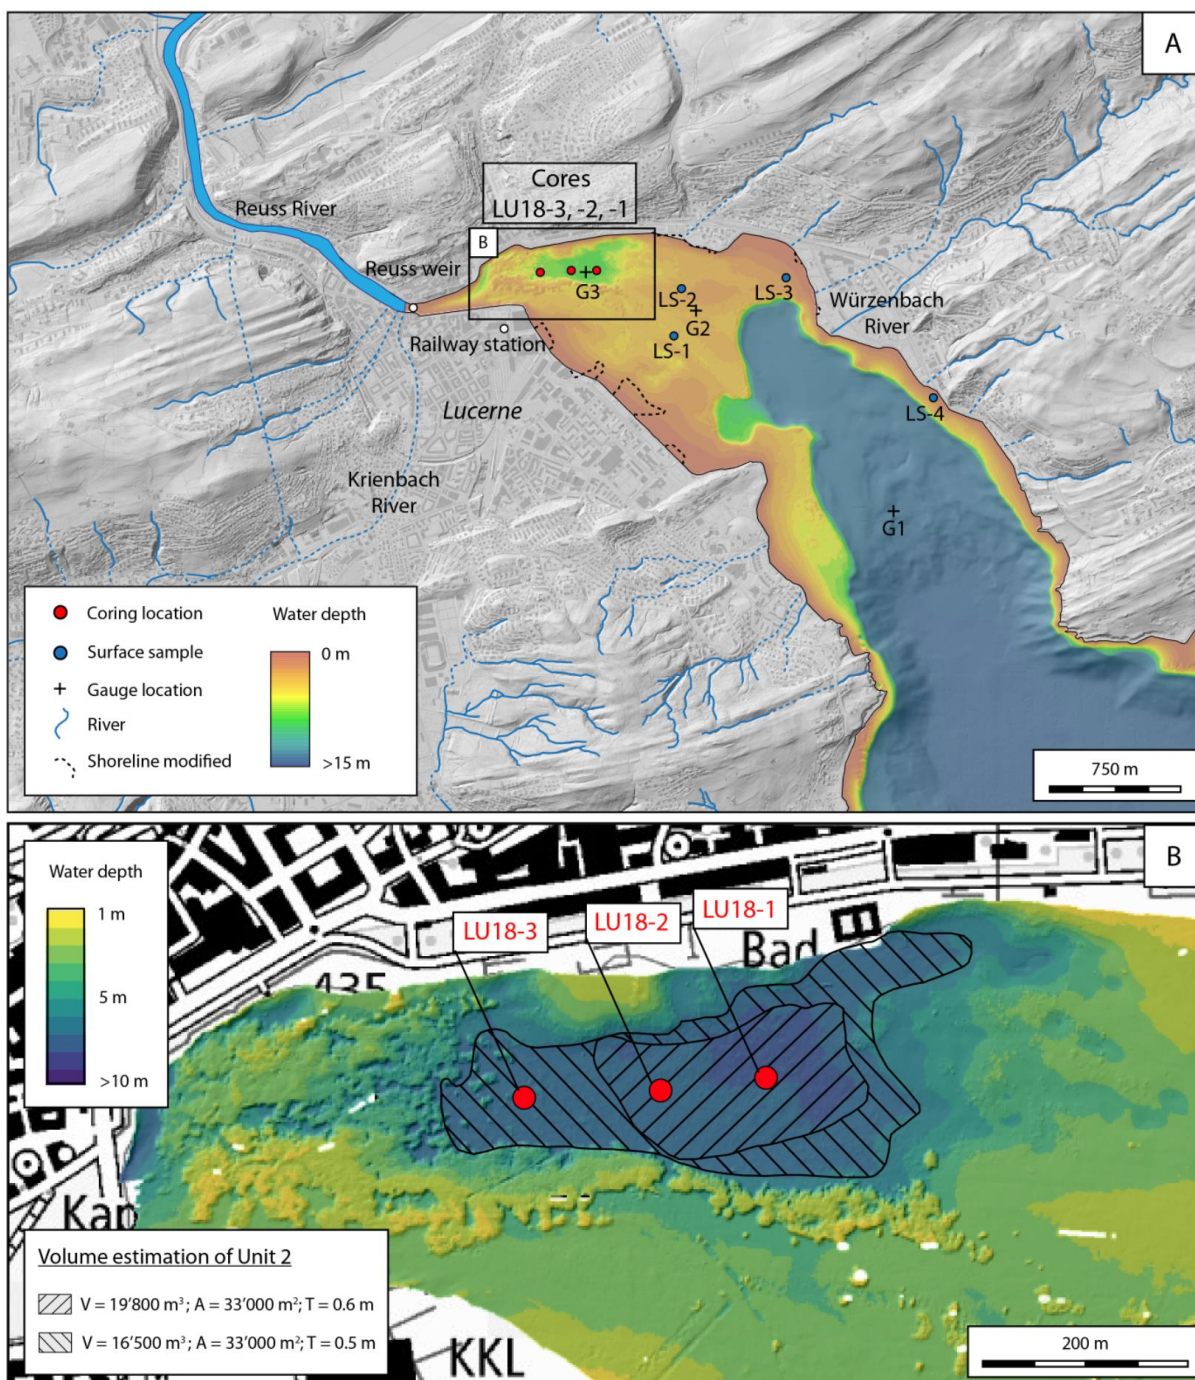 A
Cores
LU18-3, -2, -1
B
Reuss River
Reuss weir
G3
LS-2
G2
LS-1
LS-3
Würzenbach
River
Railway station
Lucerne
LS-4
Krienbach
River
G1
Coring location
Surface sample
Gauge location
River
Shoreline modified
Water depth
0 m
>15 m
750 m
B
Water depth
1 m
5 m
>10 m
LU18-3
LU18-2
LU18-1
Bad
435
Kap
KKL
Volume estimation of Unit 2
V = 19'800 m³; A = 33'000 m²; T = 0.6 m
V = 16'500 m³; A = 33'000 m²; T = 0.5 m
200 m